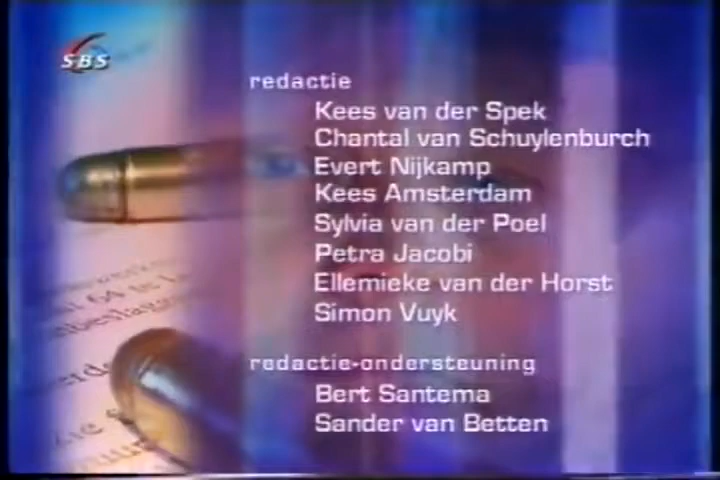 SBS
redactie
Kees van der Spek
Chantal van Schuylenburch
Evert Nijkamp
Kees Amsterdam
Sylvia van der Poel
Petra Jacobi
Ellemieke van der Horst
Simon Vuyk
redactie-ondersteuning
Bert Santema
Sander van Betten